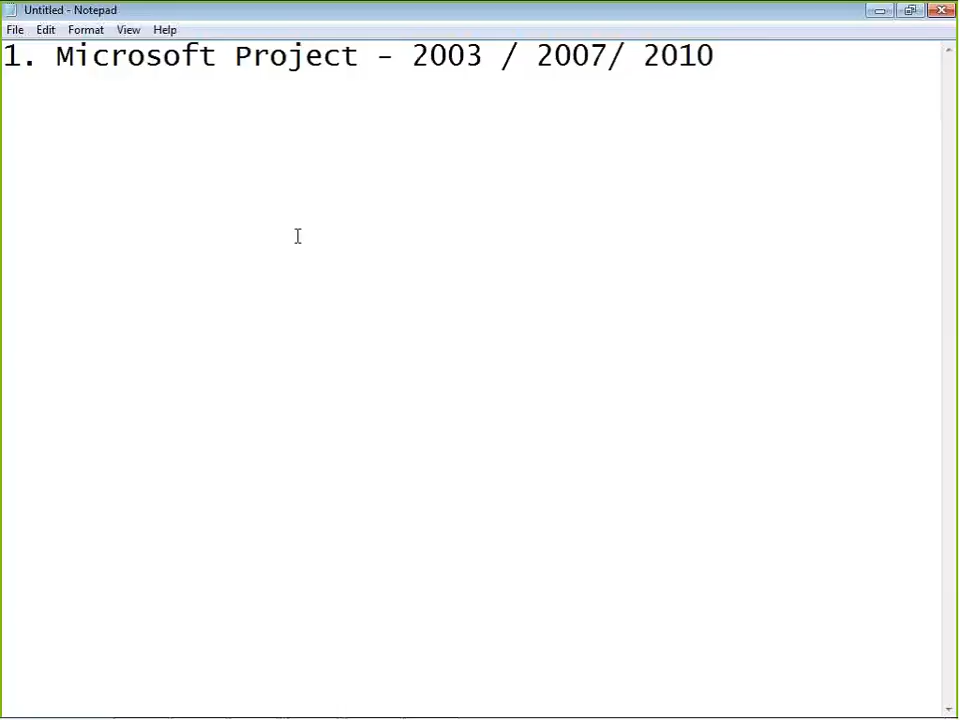 Untitled - Notepad
File Edit Format View Help
1. Microsoft Project - 2003 / 2007/ 2010